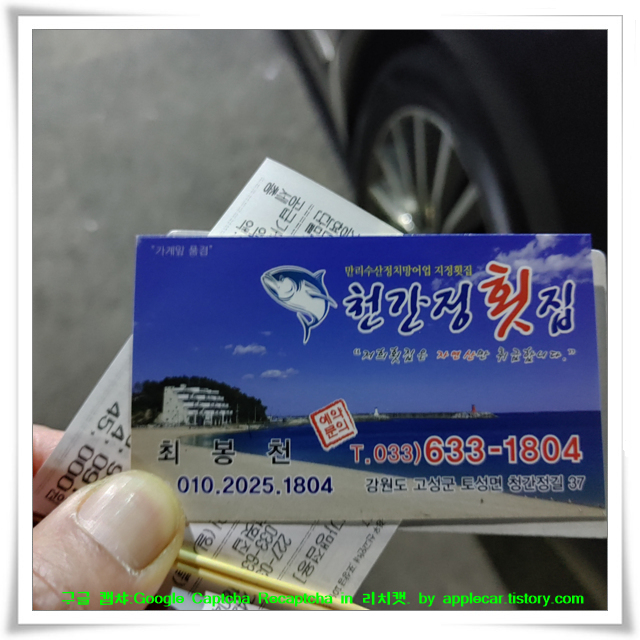 "가게앞 풍경"
만리수산정치망어업 지정횟집
천간정횟집
"저희횟집은 자연산만 취급합니다."
예약
문의
최 봉 천
T.033)633-1804
010.2025.1804
강원도 고성군 토성면 청간정길 37
구글 캡챠 Google Captcha Recaptcha in 리치캣. by applecar.tistory.com